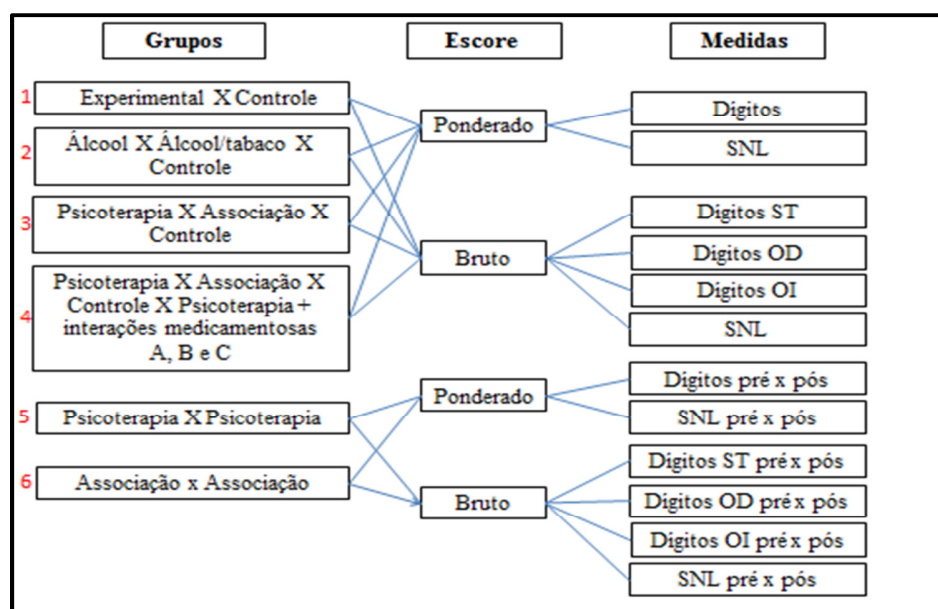 Grupos
Escore
Medidas
1
Experimental X Controle
2
Álcool X Álcool/tabaco X
Controle
3
Psicoterapia X Associação X
Controle
4
Psicoterapia X Associação X
Controle X Psicoterapia +
interações medicamentosas
A, B e C
5
Psicoterapia X Psicoterapia
6
Associação x Associação
Ponderado
Bruto
Ponderado
Bruto
Digitos
SNL
Digitos ST
Digitos OD
Digitos OI
SNL
Digitos pré x pós
SNL pré x pós
Digitos ST pré x pós
Digitos OD pré x pós
Digitos OI pré x pós
SNL pré x pós